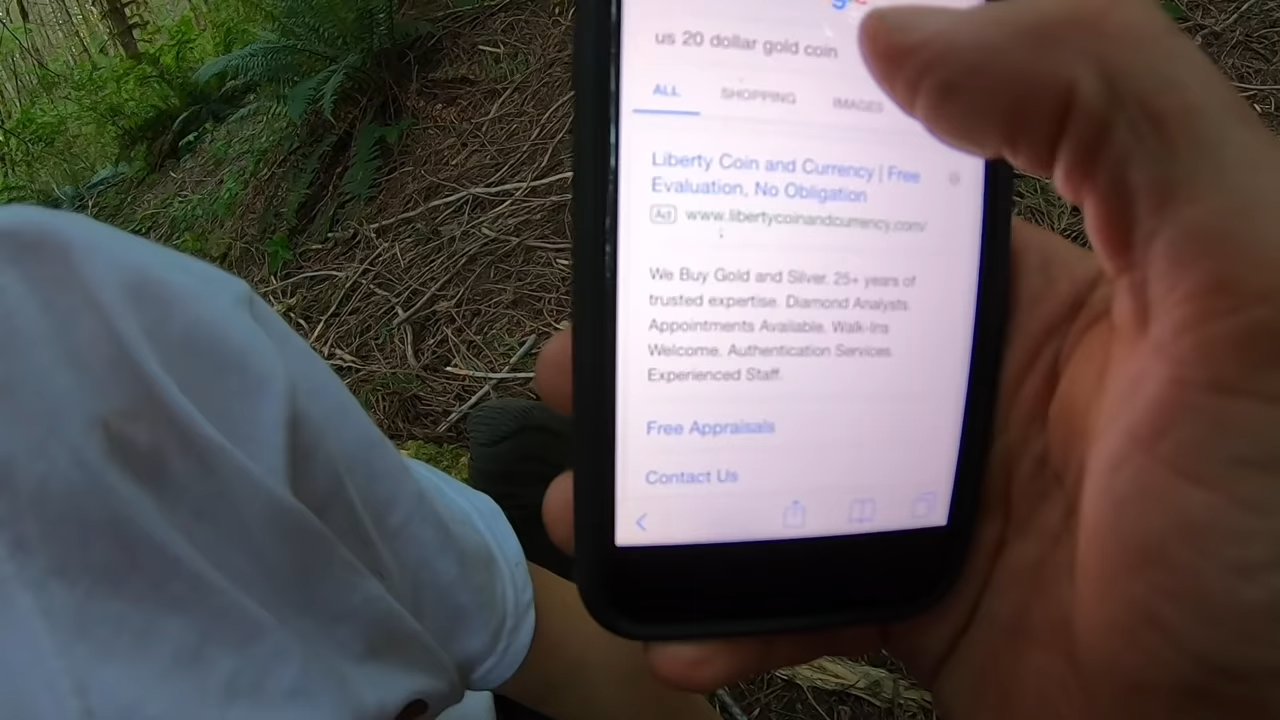 us 20 dollar gold coin
ALL SHOPPING IMAGES
Liberty Coin and Currency | Free
Evaluation, No Obligation
Ad www.libertycoinandcurrency.com/
We Buy Gold and Silver. 25+ years of
trusted expertise. Diamond Analysts.
Appointments Available. Walk-Ins
Welcome. Authentication Services.
Experienced Staff.
Free Appraisals
Contact Us